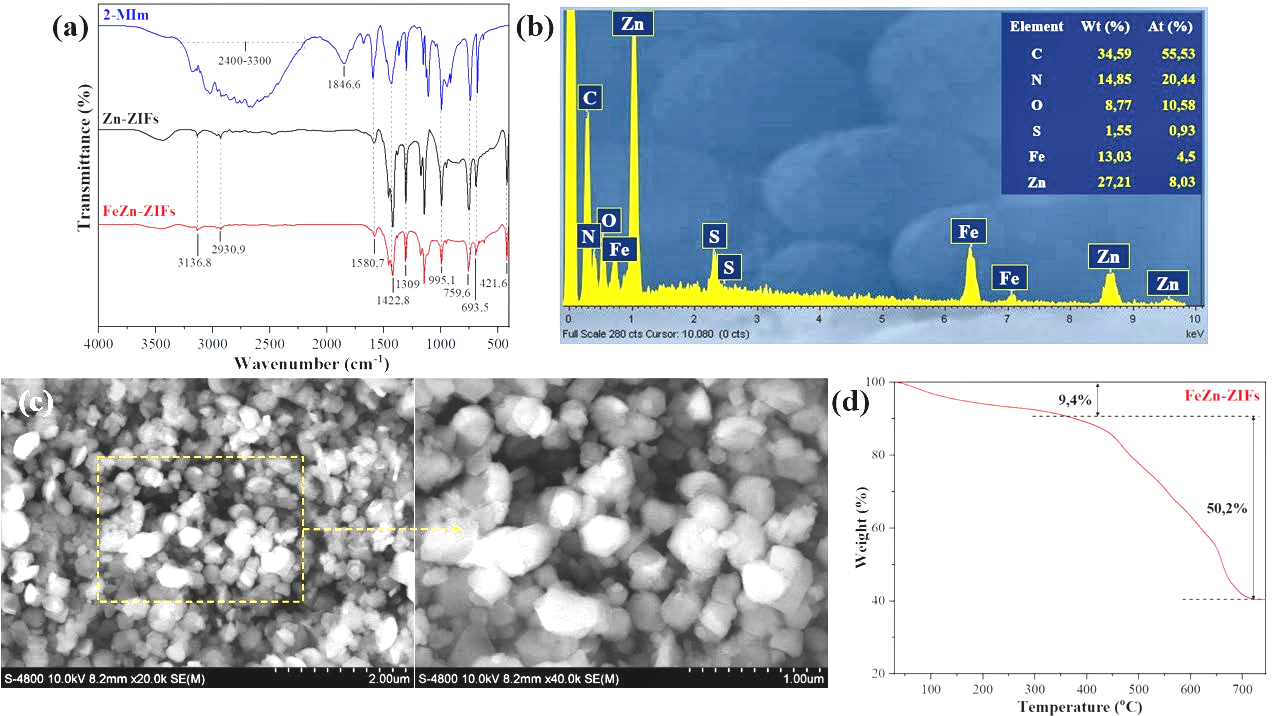 (a)
2-MIm
2400-3300
1846,6
Zn-ZIFs
FeZn-ZIFs
3136,8
2930,9
1580,7
1422,8
1309
995,1
759,6
693,5
421,6
Transmittance (%)
4000 3500 3000 2500 2000 1500 1000 500
Wavenumber (cm⁻¹)
(b)
Zn
C
N
O
Fe
S
S
Fe
Fe
Zn
Zn
Element Wt (%) At (%)
C 34,59 55,53
N 14,85 20,44
O 8,77 10,58
S 1,55 0,93
Fe 13,03 4,5
Zn 27,21 8,03
0 1 2 3 4 5 6 7 8 9 10
Full Scale 280 cts Cursor: 10.080 (0 cts) keV
(c)
S-4800 10.0kV 8.2mm x20.0k SE(M) 2.00um
S-4800 10.0kV 8.2mm x40.0k SE(M) 1.00um
(d)
FeZn-ZIFs
9,4%
50,2%
Weight (%)
100
80
60
40
20
100 200 300 400 500 600 700
Temperature (°C)